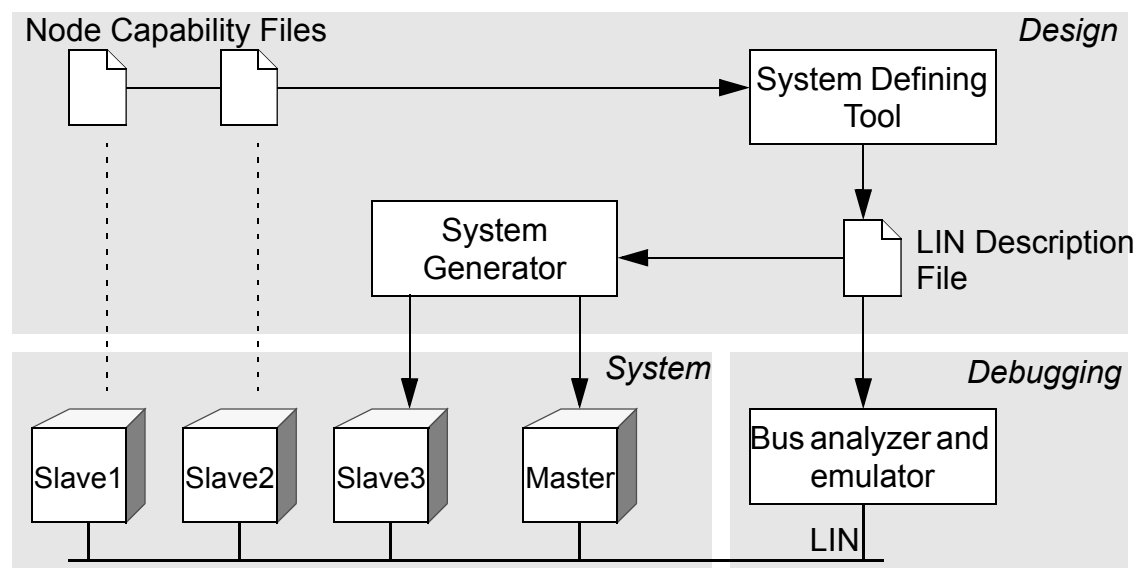 Node Capability Files
Design
System Defining
Tool
System
Generator
LIN Description
File
System
Debugging
Slave1
Slave2
Slave3
Master
Bus analyzer and
emulator
LIN